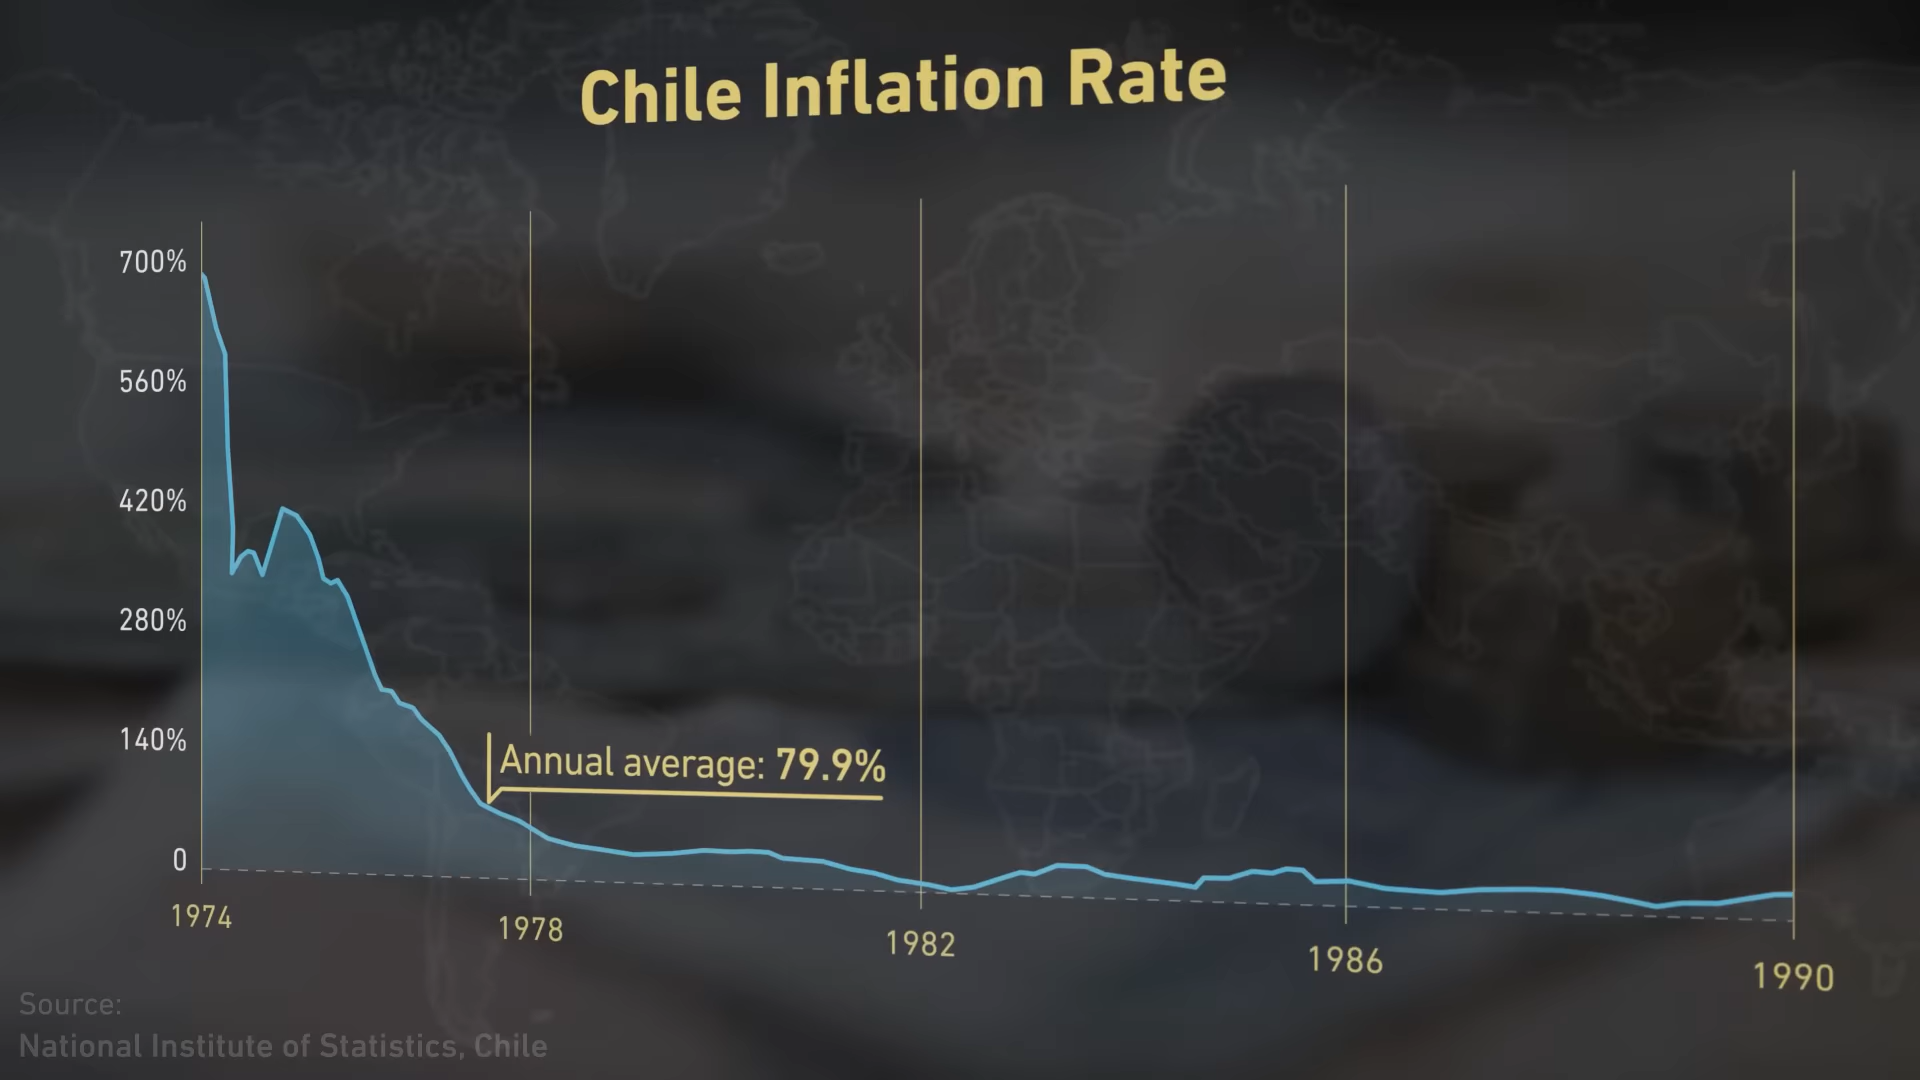 Chile Inflation Rate
700%
560%
420%
280%
140%
0
Annual average: 79.9%
1974
1978
1982
1986
1990
Source:
National Institute of Statistics, Chile